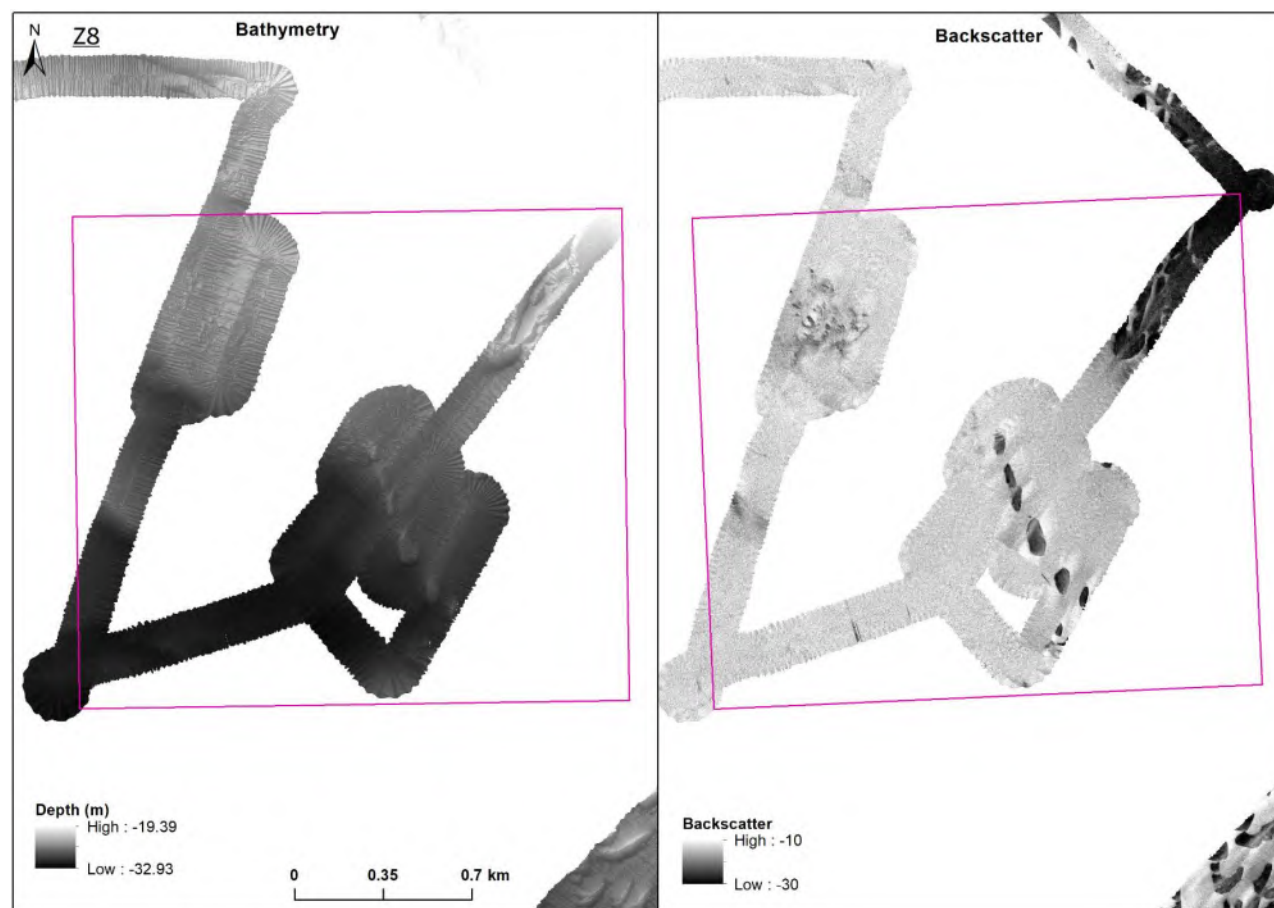 N
Z8
Bathymetry
Backscatter
Depth (m)
High : -19.39
Low : -32.93
0 0.35 0.7 km
Backscatter
High : -10
Low : -30